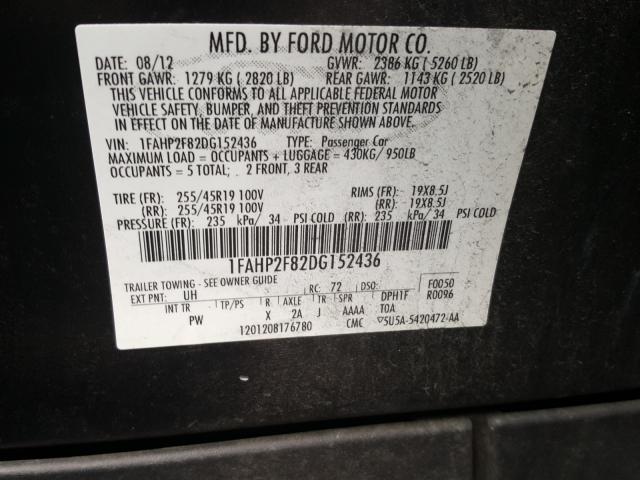 MFD. BY FORD MOTOR CO.
DATE: 08/12 GVWR: 2386 KG ( 5260 LB)
FRONT GAWR: 1279 KG ( 2820 LB) REAR GAWR: 1143 KG ( 2520 LB)
THIS VEHICLE CONFORMS TO ALL APPLICABLE FEDERAL MOTOR
VEHICLE SAFETY, BUMPER, AND THEFT PREVENTION STANDARDS
IN EFFECT ON THE DATE OF MANUFACTURE SHOWN ABOVE.
VIN: 1FAHP2F82DG152436 TYPE: Passenger Car
MAXIMUM LOAD = OCCUPANTS + LUGGAGE = 430KG/ 950LB
OCCUPANTS = 5 TOTAL; 2 FRONT, 3 REAR
TIRE (FR): 255/45R19 100V RIMS (FR): 19X8.5J
(RR): 255/45R19 100V (RR): 19X8.5J
PRESSURE (FR): 235 kPa/ 34 PSI COLD (RR): 235 kPa/ 34 PSI COLD
1FAHP2F82DG152436
TRAILER TOWING - SEE OWNER GUIDE
EXT PNT: UH RC: 72 DSO: F0050
INT TR TP/PS R AXLE TR SPR DPH1F R0096
PW X 2A J AAAA T0A
1201208176780 CMC ▽5U5A-5420472-AA